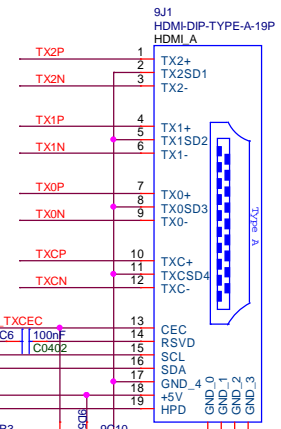 9J1
HDMI-DIP-TYPE-A-19P
HDMI_A
TX2P 1 TX2+
2 TX2SD1
TX2N 3 TX2-
TX1P 4 TX1+
5 TX1SD2
TX1N 6 TX1-
TX0P 7 TX0+
8 TX0SD3
TX0N 9 TX0-
TXCP 10 TXC+
11 TXCSD4
TXCN 12 TXC-
Type A
TXCEC 13 CEC
C6 100nF 14 RSVD
C0402 15 SCL
16 SDA
17 GND_4
18 +5V
19 HPD
GND_0
GND_1
GND_2
GND_3
9D5
9C10